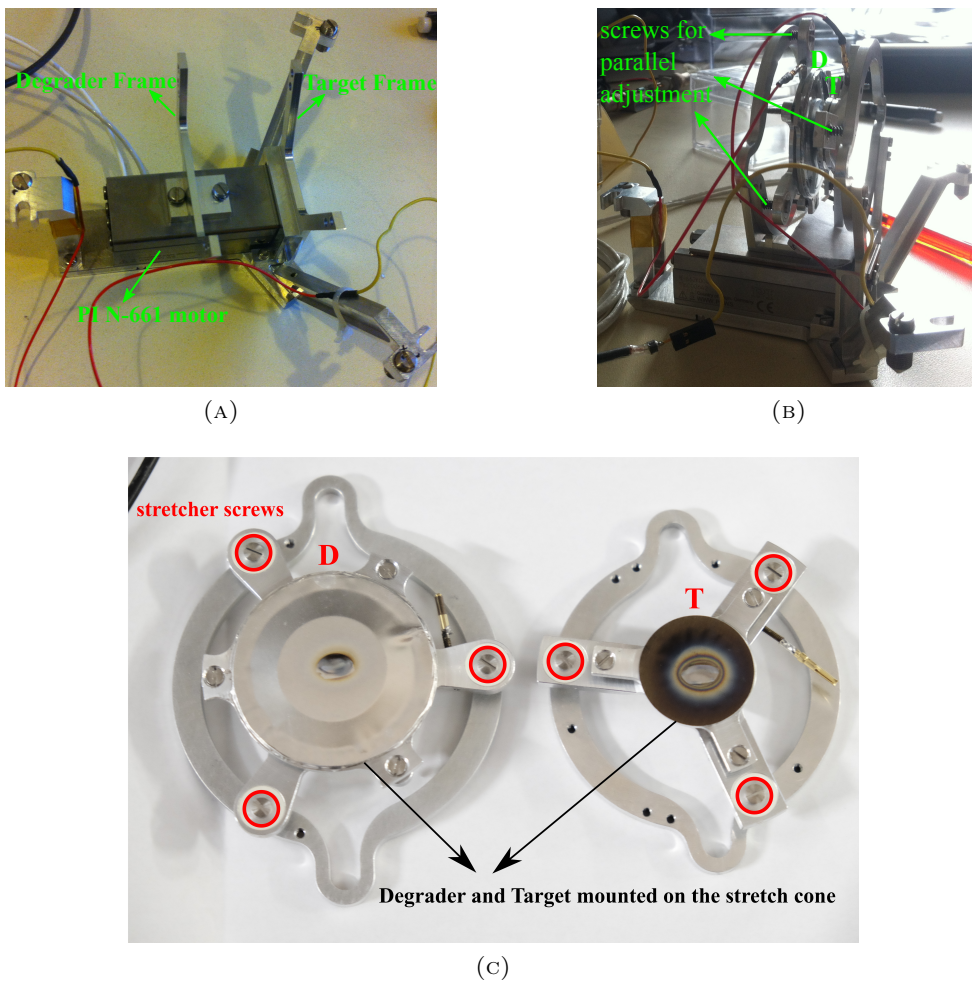 Degrader Frame
Target Frame
PI N-661 motor
(A)
screws for
parallel
adjustment
D
T
(B)
stretcher screws
D
T
Degrader and Target mounted on the stretch cone
(C)